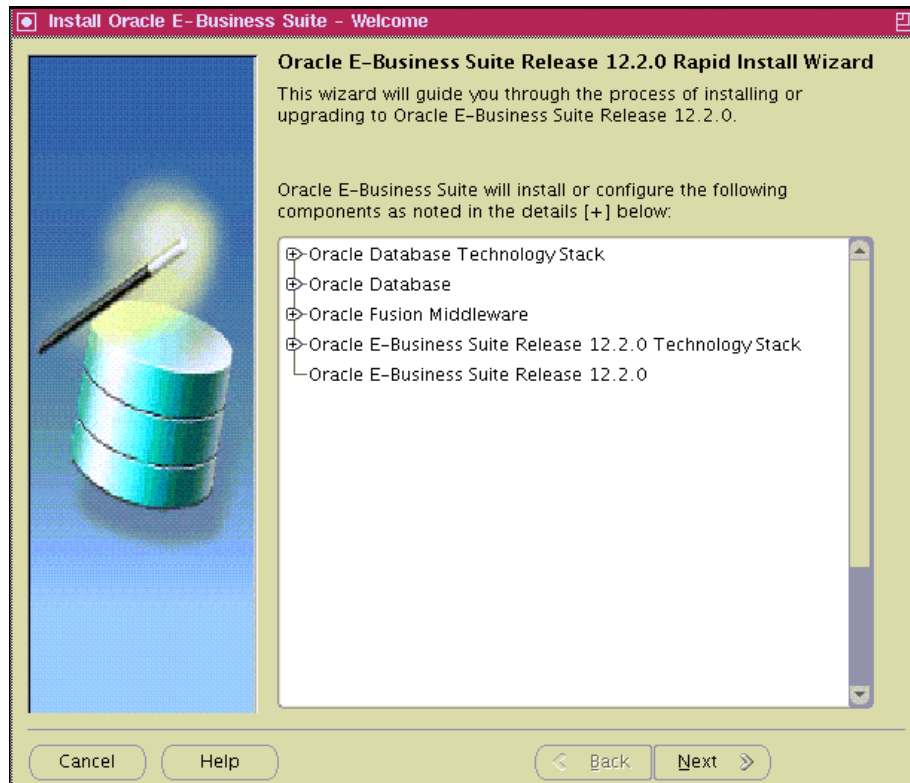 Install Oracle E-Business Suite - Welcome
Oracle E-Business Suite Release 12.2.0 Rapid Install Wizard
This wizard will guide you through the process of installing or
upgrading to Oracle E-Business Suite Release 12.2.0.
Oracle E-Business Suite will install or configure the following
components as noted in the details [+] below:
Oracle Database Technology Stack
Oracle Database
Oracle Fusion Middleware
Oracle E-Business Suite Release 12.2.0 Technology Stack
Oracle E-Business Suite Release 12.2.0
Cancel Help Back Next